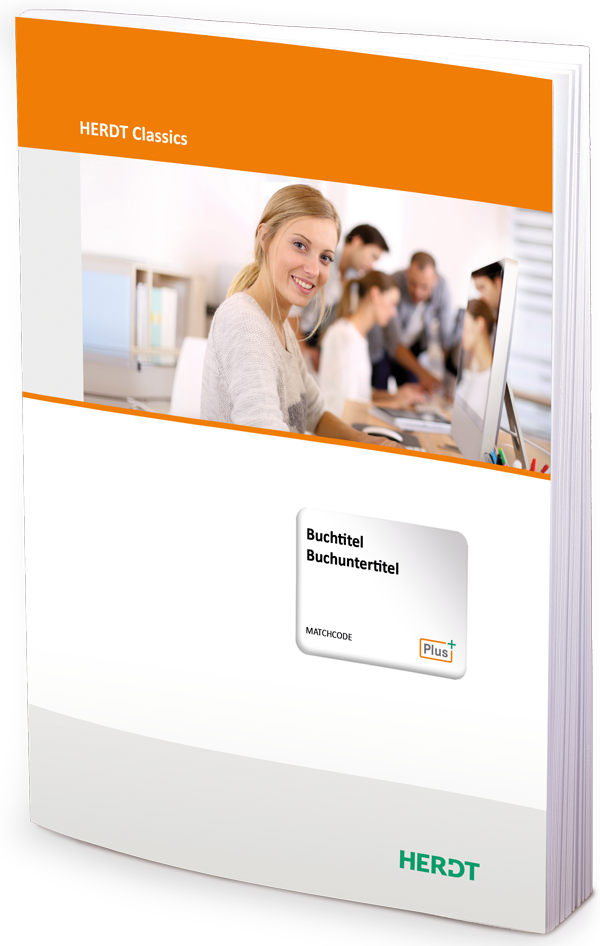 HERDT Classics
Buchtitel
Buchuntertitel
MATCHCODE
Plus+
HERDT